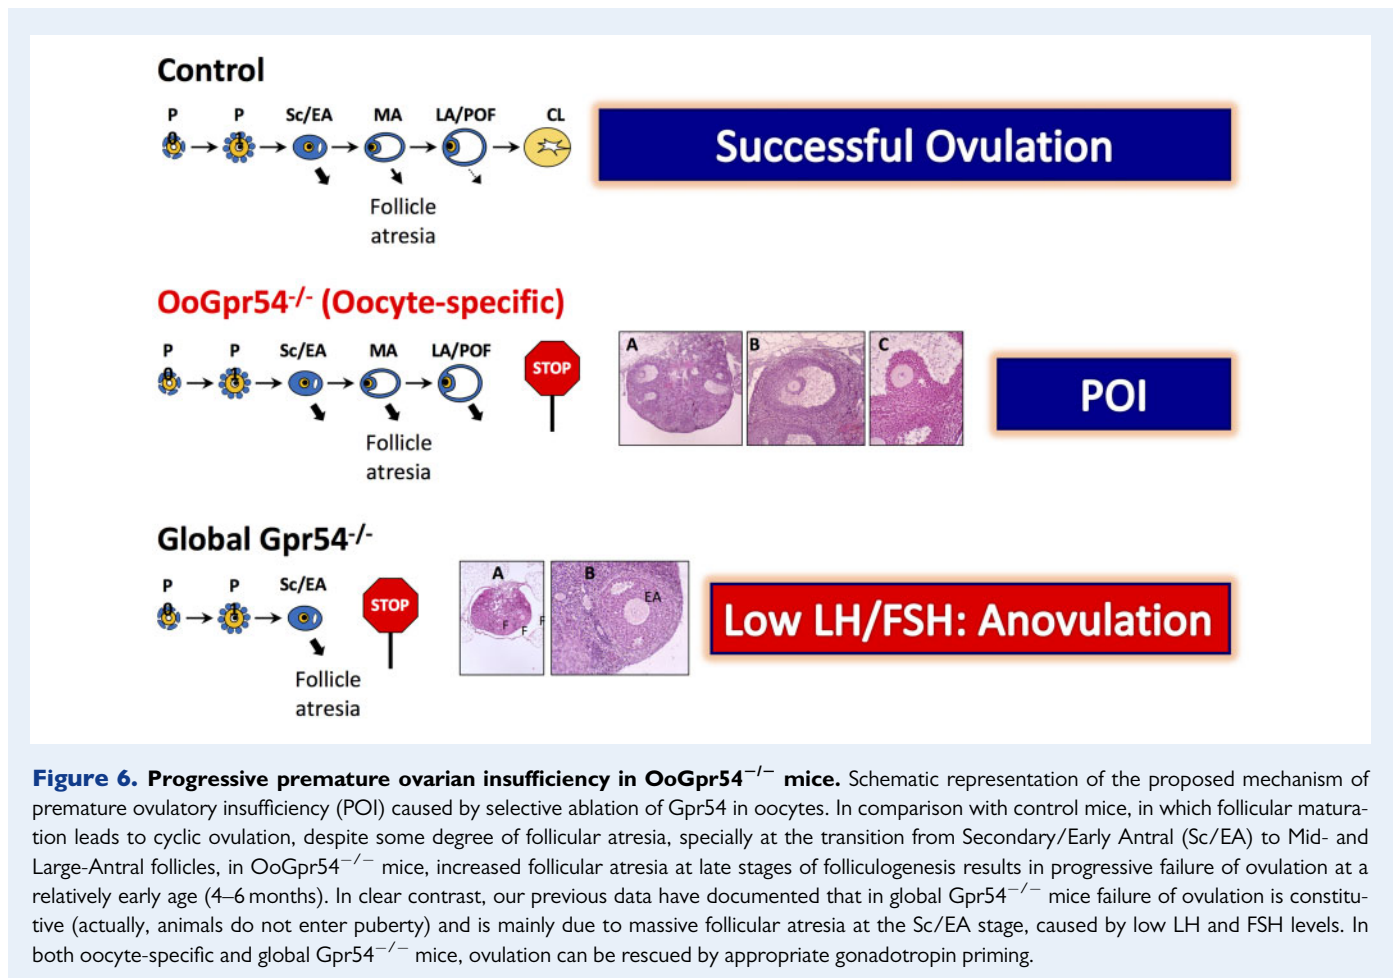 Control
P P Sc/EA MA LA/POF CL
0 1
Follicle
atresia
Successful Ovulation
OoGpr54-/- (Oocyte-specific)
P P Sc/EA MA LA/POF
0 1
STOP
Follicle
atresia
A B C
POI
Global Gpr54-/-
P P Sc/EA
0 1
STOP
Follicle
atresia
A B
F F F EA
Low LH/FSH: Anovulation
Figure 6. Progressive premature ovarian insufficiency in OoGpr54−/− mice. Schematic representation of the proposed mechanism of
premature ovulatory insufficiency (POI) caused by selective ablation of Gpr54 in oocytes. In comparison with control mice, in which follicular matura-
tion leads to cyclic ovulation, despite some degree of follicular atresia, specially at the transition from Secondary/Early Antral (Sc/EA) to Mid- and
Large-Antral follicles, in OoGpr54−/− mice, increased follicular atresia at late stages of folliculogenesis results in progressive failure of ovulation at a
relatively early age (4–6 months). In clear contrast, our previous data have documented that in global Gpr54−/− mice failure of ovulation is constitu-
tive (actually, animals do not enter puberty) and is mainly due to massive follicular atresia at the Sc/EA stage, caused by low LH and FSH levels. In
both oocyte-specific and global Gpr54−/− mice, ovulation can be rescued by appropriate gonadotropin priming.